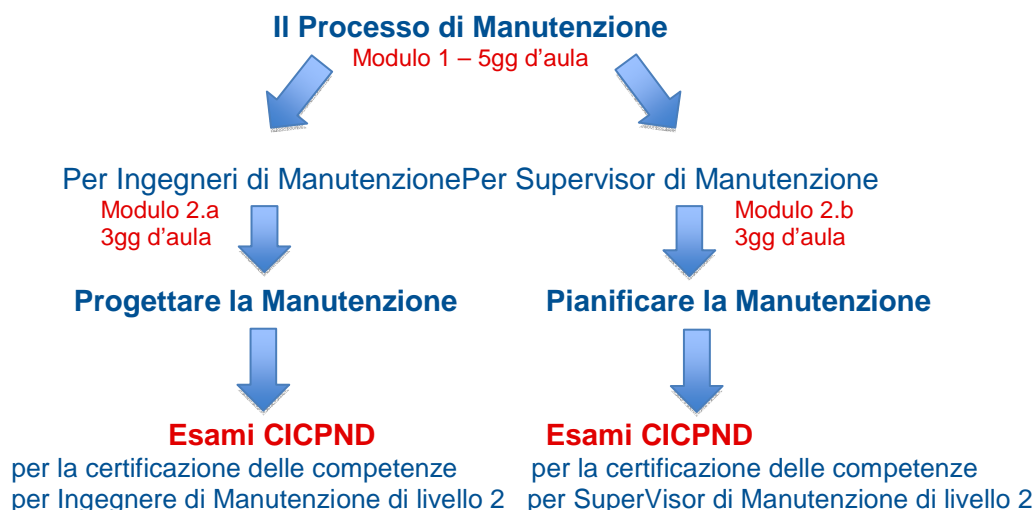 Il Processo di Manutenzione
Modulo 1 – 5gg d'aula
Per Ingegneri di ManutenzionePer Supervisor di Manutenzione
Modulo 2.a
3gg d'aula
Modulo 2.b
3gg d'aula
Progettare la Manutenzione
Pianificare la Manutenzione
Esami CICPND
per la certificazione delle competenze
per Ingegnere di Manutenzione di livello 2
Esami CICPND
per la certificazione delle competenze
per SuperVisor di Manutenzione di livello 2